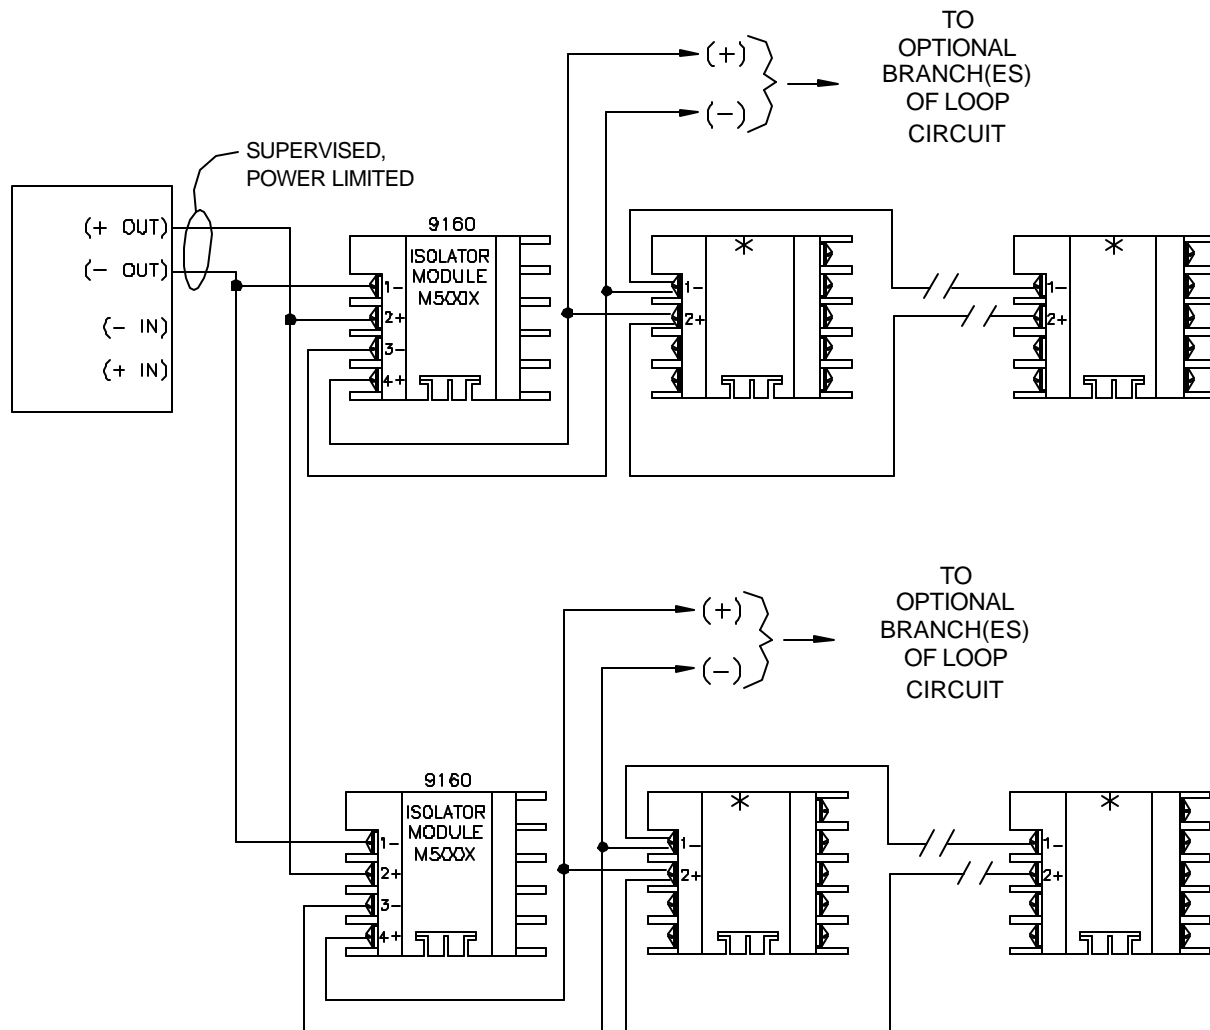 TO
OPTIONAL
BRANCH(ES)
OF LOOP
CIRCUIT
(+)
(-)
SUPERVISED,
POWER LIMITED
(+ OUT)
(- OUT)
(- IN)
(+ IN)
9160
ISOLATOR
MODULE
M500X
1-
2+
3-
4+
*
1-
2+
*
1-
2+
TO
OPTIONAL
BRANCH(ES)
OF LOOP
CIRCUIT
(+)
(-)
9160
ISOLATOR
MODULE
M500X
1-
2+
3-
4+
*
1-
2+
*
1-
2+